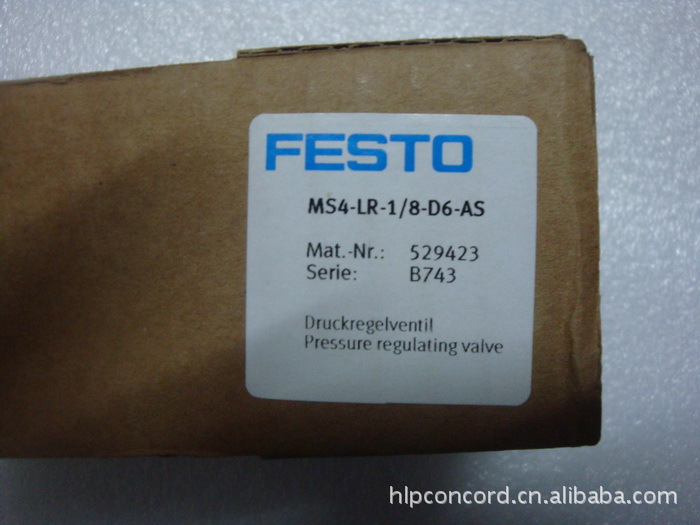 FESTO
MS4-LR-1/8-D6-AS
Mat.-Nr.: 529423
Serie: B743
Druckregelventil
Pressure regulating valve
hlpconcord.cn.alibaba.com